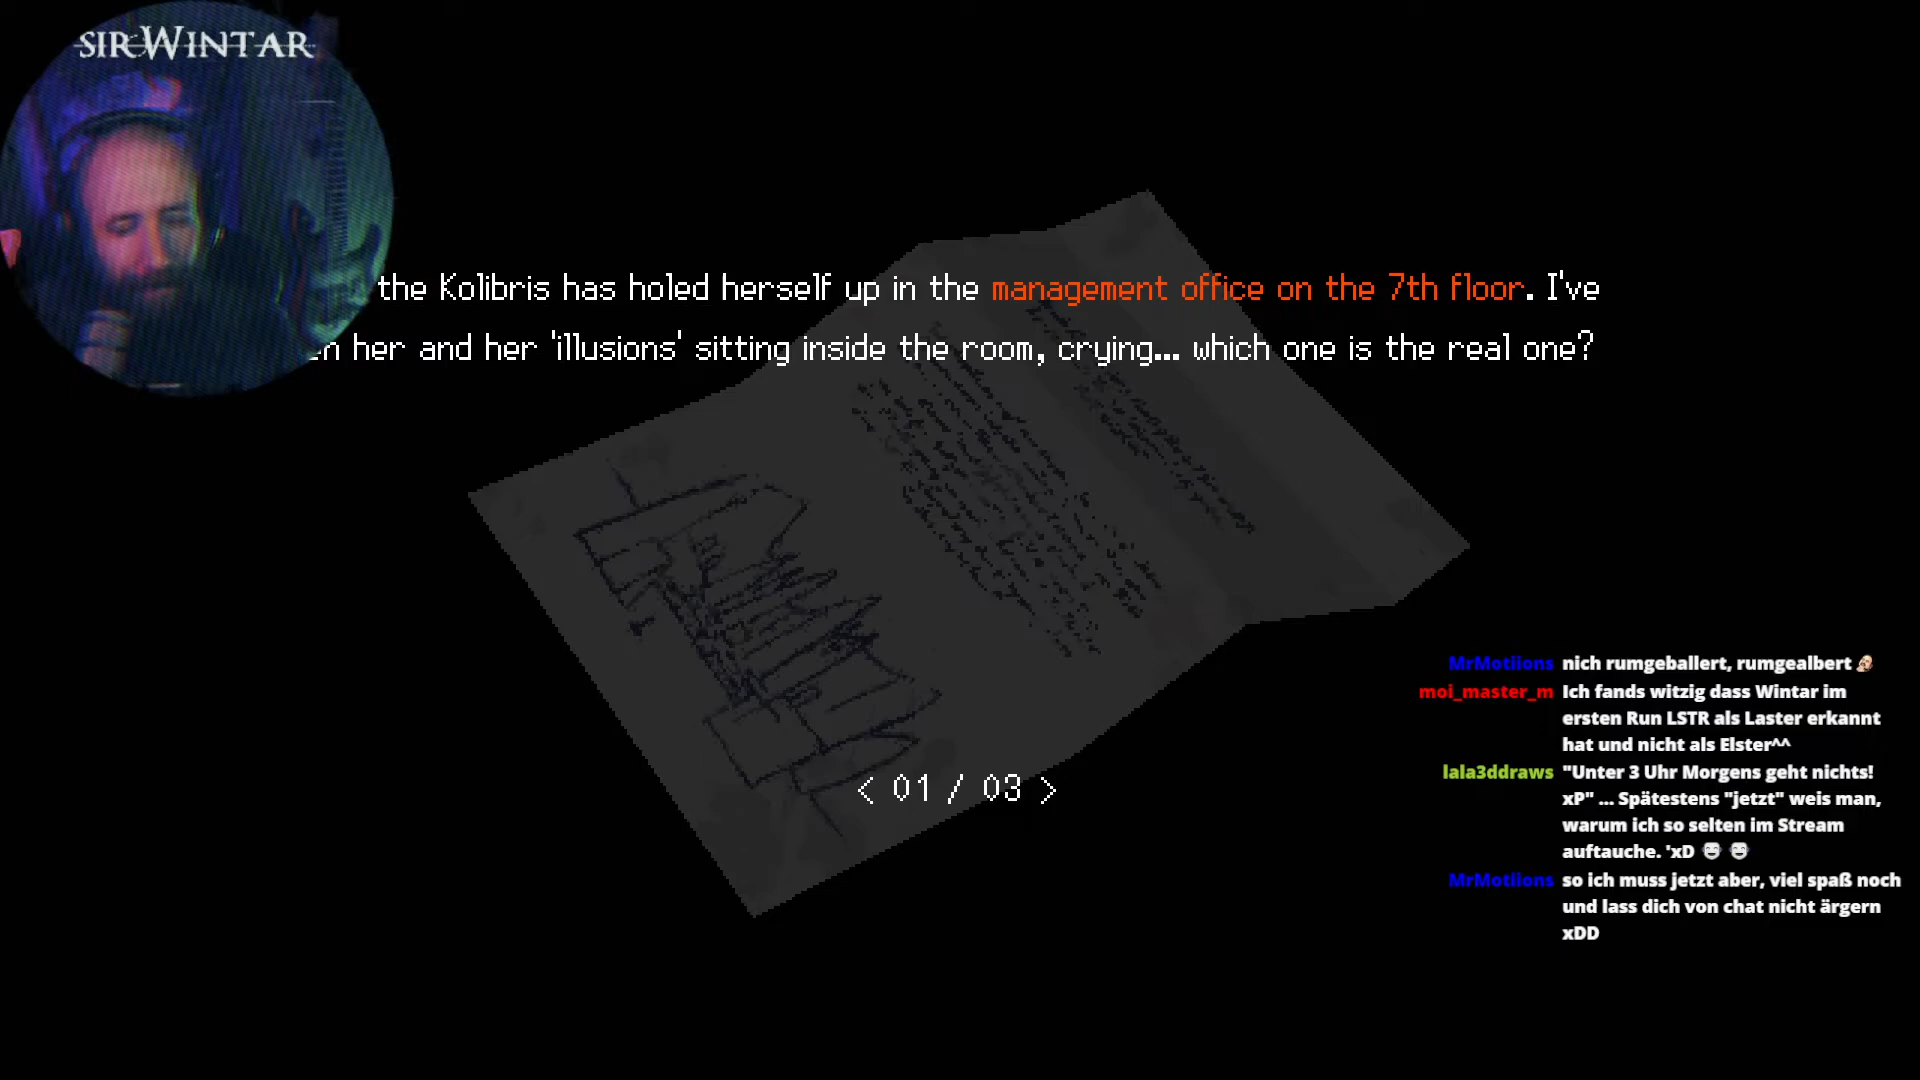 SIRWINTAR
the Kolibris has holed herself up in the management office on the 7th floor. I've
her and her 'illusions' sitting inside the room, crying... which one is the real one?
< 01 / 03 >
MrMotiions nich rumgeballert, rumgealbert
moi_master_m Ich fands witzig dass Wintar im
ersten Run LSTR als Laster erkannt
hat und nicht als Elster^^
lala3ddraws "Unter 3 Uhr Morgens geht nichts!
xP" ... Spätestens "jetzt" weis man,
warum ich so selten im Stream
auftauche. 'xD
MrMotiions so ich muss jetzt aber, viel spaß noch
und lass dich von chat nicht ärgern
xDD